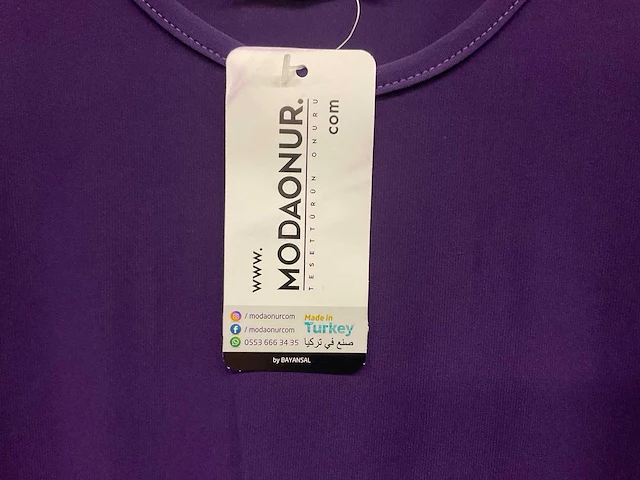 www.
MODAONUR.
TESETTÜRÜN ONURU
com
/ modaonurcom
/ modaonurcom
0553 666 34 35
Made in
Turkey
صنع في تركيا
by BAYANSAL